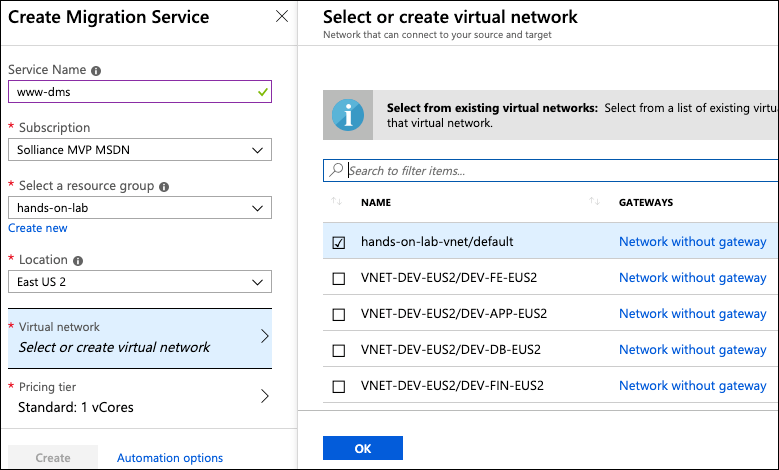 Create Migration Service
Service Name
www-dms
* Subscription
Solliance MVP MSDN
* Select a resource group
hands-on-lab
Create new
* Location
East US 2
* Virtual network
Select or create virtual network
* Pricing tier
Standard: 1 vCores
Create
Automation options
Select or create virtual network
Network that can connect to your source and target
Select from existing virtual networks: Select from a list of existing virtu
that virtual network.
Search to filter items...
NAME GATEWAYS
hands-on-lab-vnet/default Network without gateway
VNET-DEV-EUS2/DEV-FE-EUS2 Network without gateway
VNET-DEV-EUS2/DEV-APP-EUS2 Network without gateway
VNET-DEV-EUS2/DEV-DB-EUS2 Network without gateway
VNET-DEV-EUS2/DEV-FIN-EUS2 Network without gateway
OK